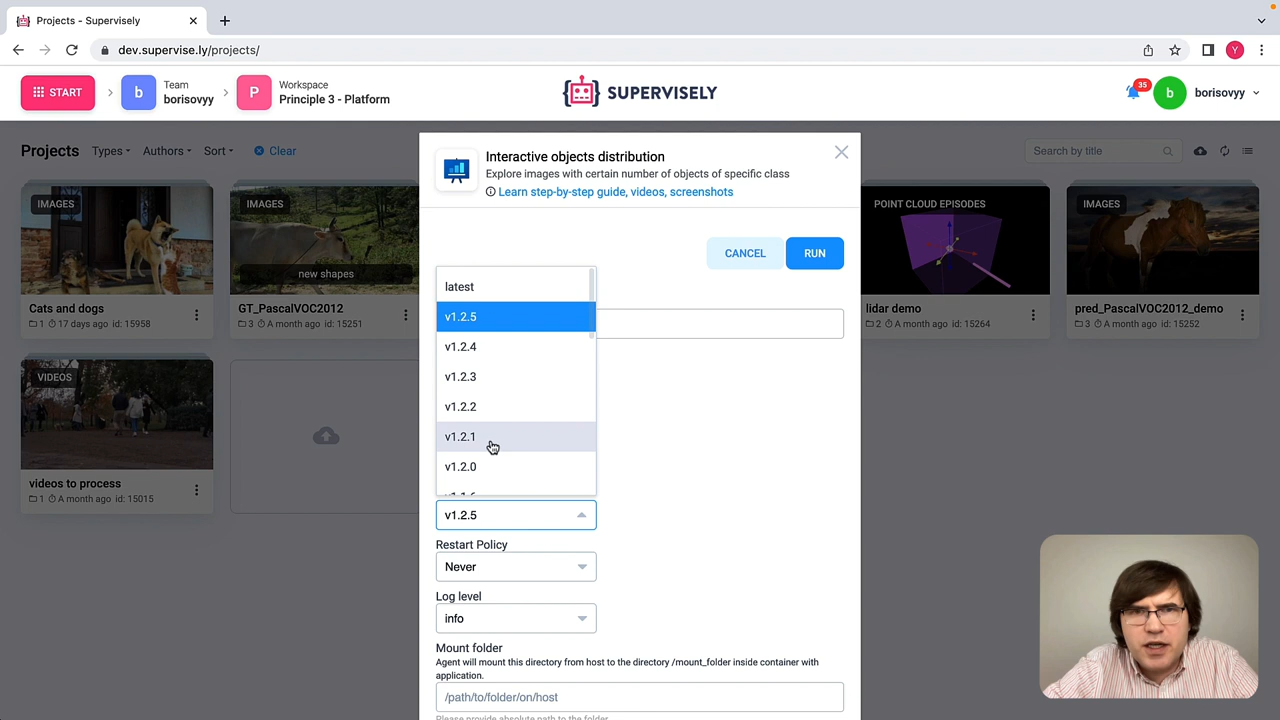 Projects - Supervisely
dev.supervise.ly/projects/
START
b
Team
borisovyy
P
Workspace
Principle 3 - Platform
SUPERVISELY
35
b
borisovyy
Y
Projects
Types
Authors
Sort
Clear
Search by title
IMAGES
Cats and dogs
1 17 days ago id: 15958
IMAGES
new shapes
GT_PascalVOC2012
3 A month ago id: 15251
POINT CLOUD EPISODES
lidar demo
2 A month ago id: 15264
IMAGES
pred_PascalVOC2012_demo
3 A month ago id: 15252
VIDEOS
videos to process
1 A month ago id: 15015
Interactive objects distribution
Explore images with certain number of objects of specific class
Learn step-by-step guide, videos, screenshots
CANCEL
RUN
latest
v1.2.5
v1.2.4
v1.2.3
v1.2.2
v1.2.1
v1.2.0
v1.2.5
Restart Policy
Never
Log level
info
Mount folder
Agent will mount this directory from host to the directory /mount_folder inside container with
application.
/path/to/folder/on/host
Please provide absolute path to the folder